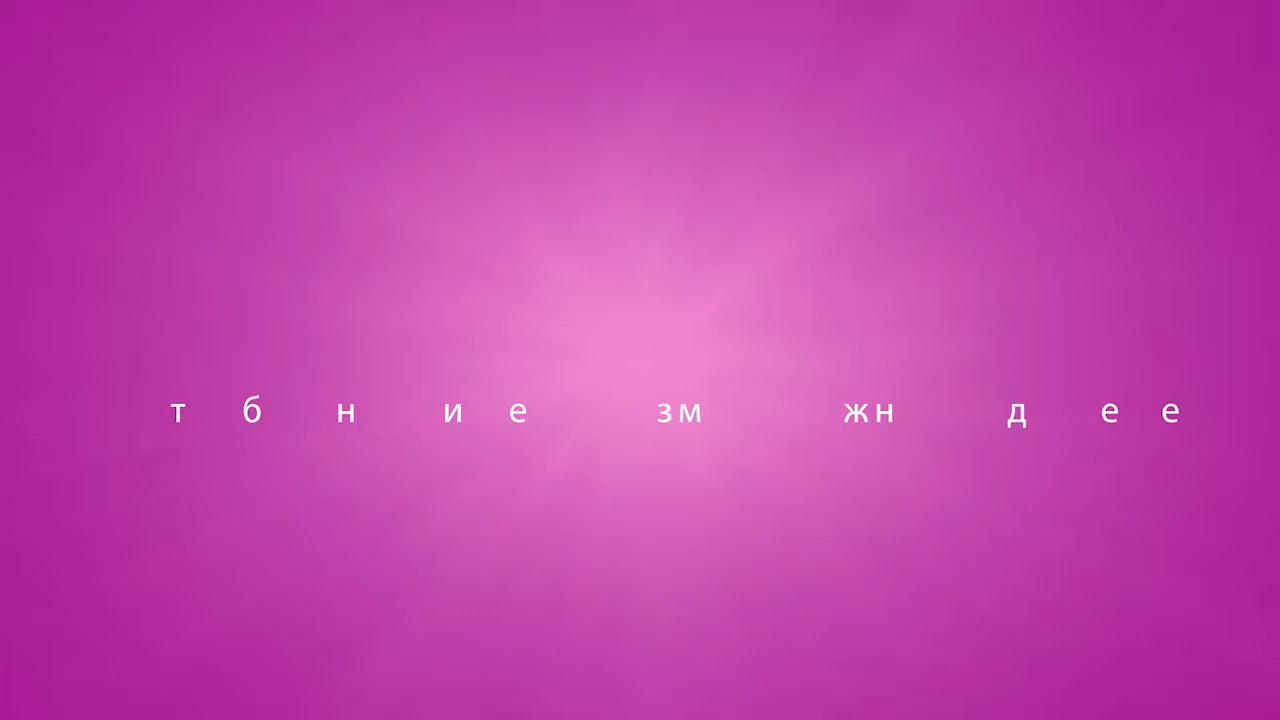 т б н и е зм жн д е е